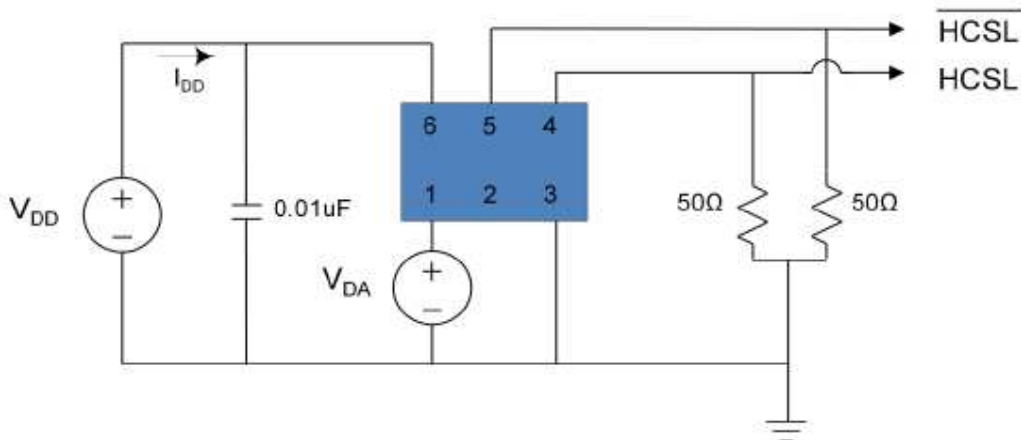 HCSL
I_DD
HCSL
6 5 4
V_DD
+
−
0.01uF
1 2 3
50Ω
50Ω
V_DA
+
−